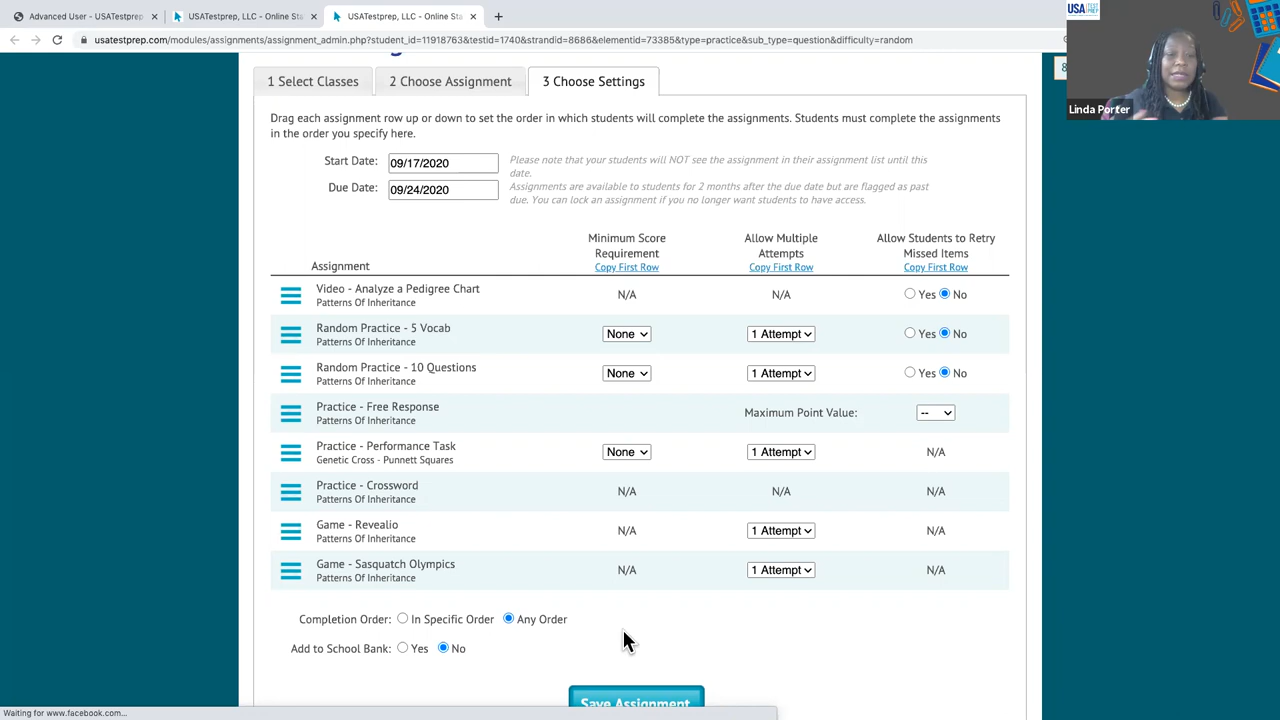 Advanced User - USATestprep
USATestprep, LLC - Online Sta
USATestprep, LLC - Online Sta
usatestprep.com/modules/assignments/assignment_admin.php?student_id=11918763&testid=1740&strandid=8686&elementid=73385&type=practice&sub_type=question&difficulty=random
USA TEST PREP
Linda Porter
1 Select Classes
2 Choose Assignment
3 Choose Settings
Drag each assignment row up/down to set the order in which students will complete the assignments. Students must complete the assignments
in the order you specify here.
Start Date: 09/17/2020
Please note that your students will NOT see the assignment in their assignment list until this
date.
Due Date: 09/24/2020
Assignments are available to students for 2 months after the due date but are flagged as past
due. You can lock an assignment if you no longer want students to have access.
Minimum Score Allow Multiple Allow Students to Retry
Requirement Attempts Missed Items
Assignment Copy First Row Copy First Row Copy First Row
Video - Analyze a Pedigree Chart
Patterns Of Inheritance
N/A N/A Yes No
Random Practice - 5 Vocab
Patterns Of Inheritance
None 1 Attempt Yes No
Random Practice - 10 Questions
Patterns Of Inheritance
None 1 Attempt Yes No
Practice - Free Response
Patterns Of Inheritance
Maximum Point Value: --
Practice - Performance Task
Genetic Cross - Punnett Squares
None 1 Attempt N/A
Practice - Crossword
Patterns Of Inheritance
N/A N/A N/A
Game - Revealio
Patterns Of Inheritance
N/A 1 Attempt N/A
Game - Sasquatch Olympics
Patterns Of Inheritance
N/A 1 Attempt N/A
Completion Order: In Specific Order Any Order
Add to School Bank: Yes No
Save Assignment
Waiting for www.facebook.com...